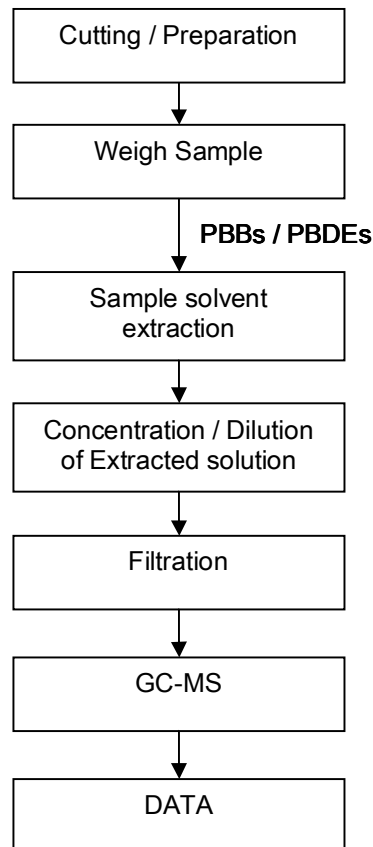 Cutting / Preparation
Weigh Sample
PBBs / PBDEs
Sample solvent
extraction
Concentration / Dilution
of Extracted solution
Filtration
GC-MS
DATA